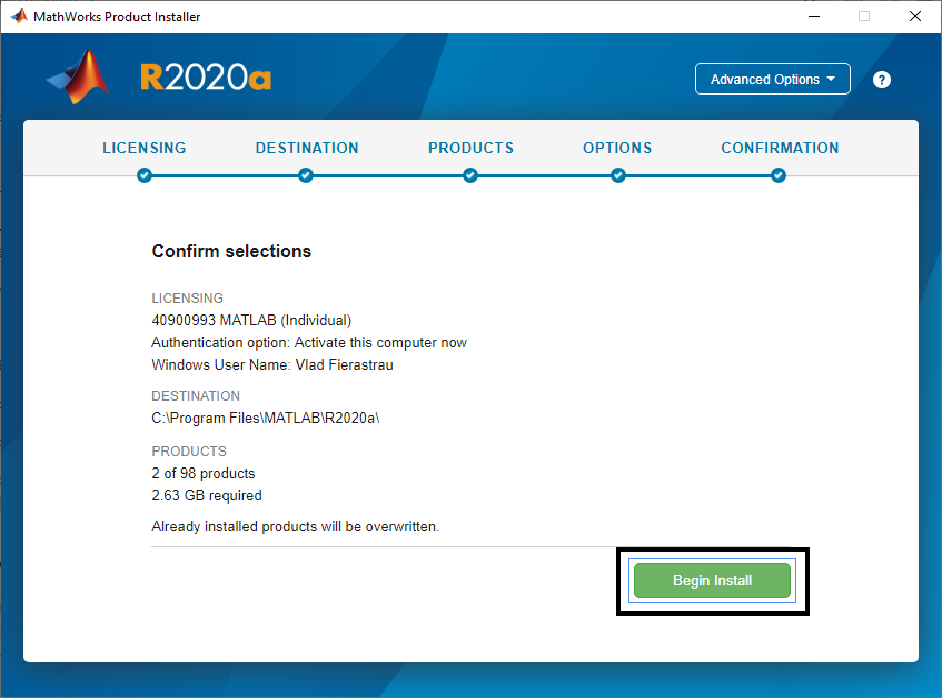 MathWorks Product Installer
R2020a
Advanced Options
?
LICENSING DESTINATION PRODUCTS OPTIONS CONFIRMATION
Confirm selections
LICENSING
40900993 MATLAB (Individual)
Authentication option: Activate this computer now
Windows User Name: Vlad Fierastrau
DESTINATION
C:\Program Files\MATLAB\R2020a\
PRODUCTS
2 of 98 products
2.63 GB required
Already installed products will be overwritten.
Begin Install